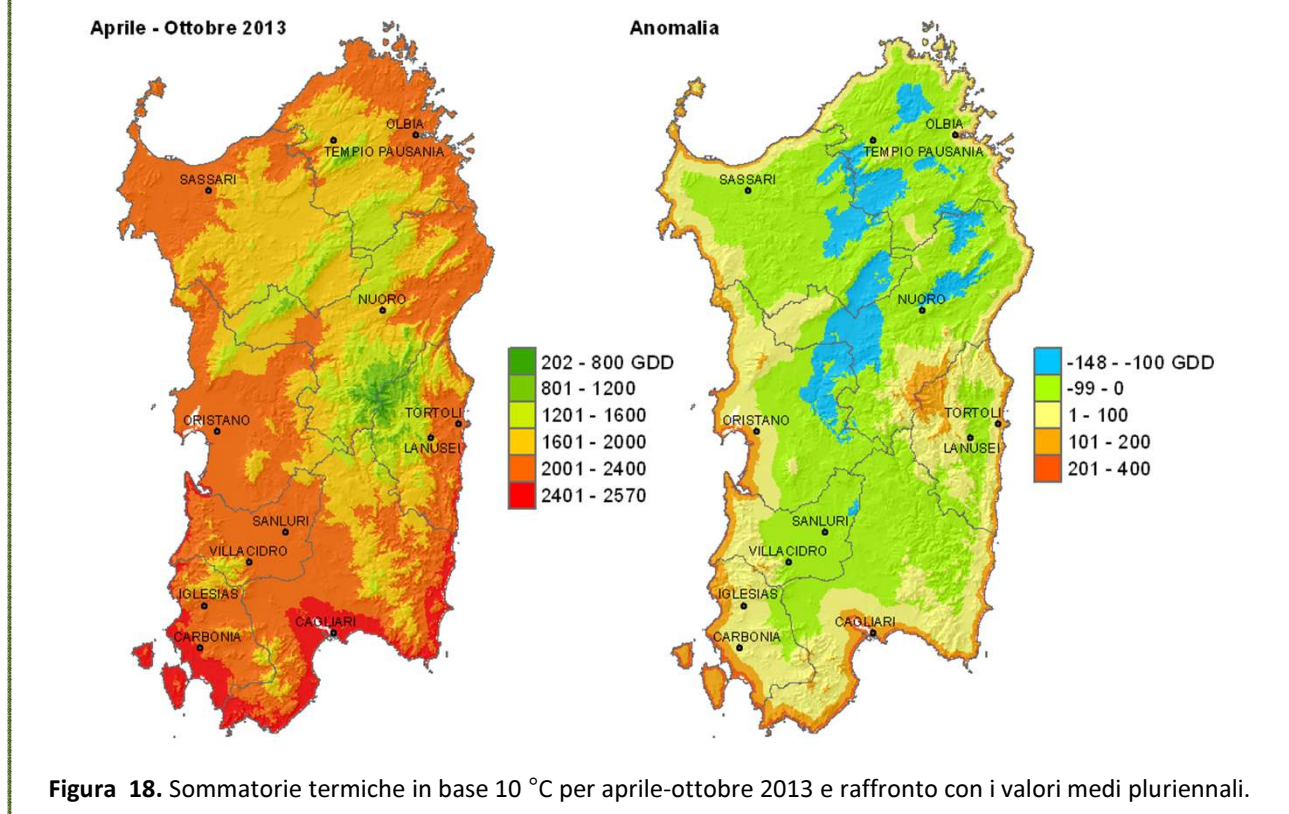 Aprile - Ottobre 2013
OLBIA
TEMPIO PAUSANIA
SASSARI
NUORO
ORISTANO
TORTOLI
LANUSEI
SANLURI
VILLACIDRO
IGLESIAS
CAGLIARI
CARBONIA
202 - 800 GDD
801 - 1200
1201 - 1600
1601 - 2000
2001 - 2400
2401 - 2570
Anomalia
OLBIA
TEMPIO PAUSANIA
SASSARI
NUORO
ORISTANO
TORTOLI
LANUSEI
SANLURI
VILLACIDRO
IGLESIAS
CAGLIARI
CARBONIA
-148 - -100 GDD
-99 - 0
1 - 100
101 - 200
201 - 400
Figura 18. Sommatorie termiche in base 10 °C per aprile-ottobre 2013 e raffronto con i valori medi pluriennali.